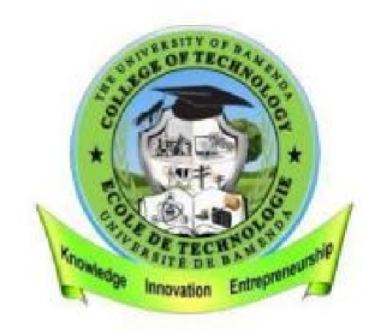 THE UNIVERSITY OF BAMENDA
COLLEGE OF TECHNOLOGY
ECOLE DE TECHNOLOGIE
UNIVERSITÉ DE BAMENDA
Knowledge Innovation Entrepreneurship